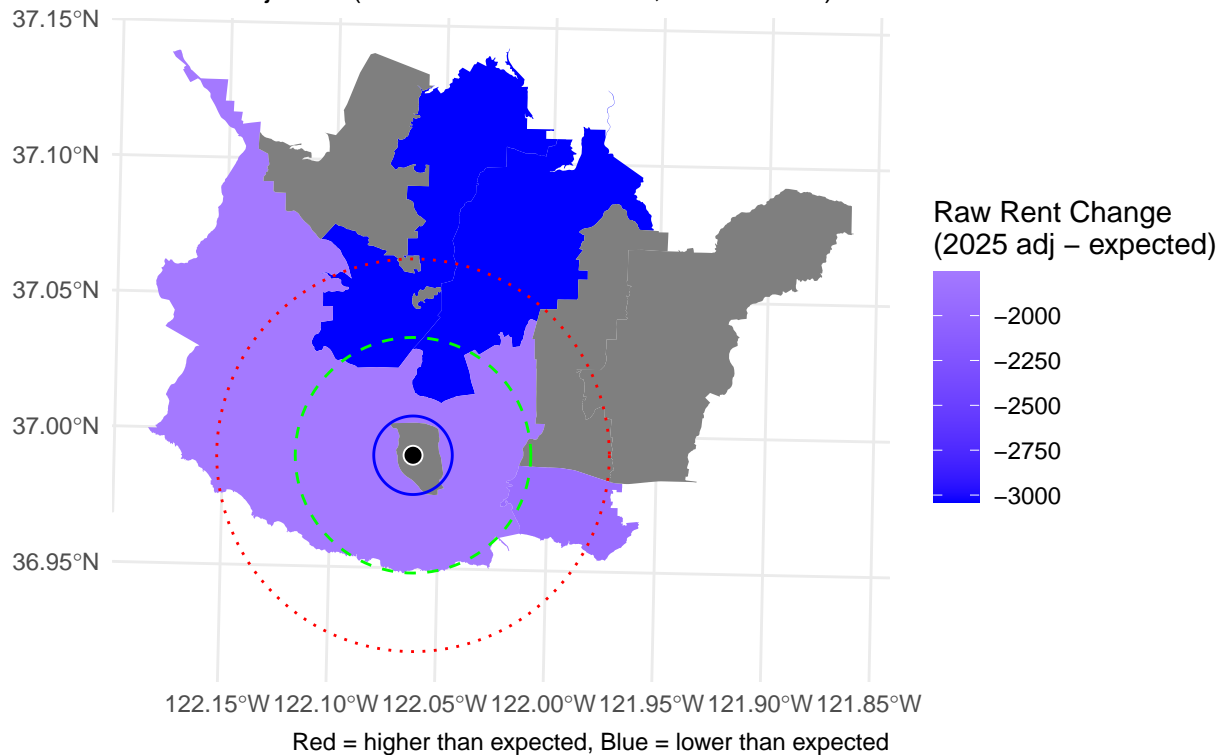 37.15°N
37.10°N
37.05°N
37.00°N
36.95°N
122.15°W 122.10°W 122.05°W 122.00°W 121.95°W 121.85°W
Raw Rent Change
(2025 adj − expected)
−2000
−2250
−2500
−2750
−3000
Red = higher than expected, Blue = lower than expected